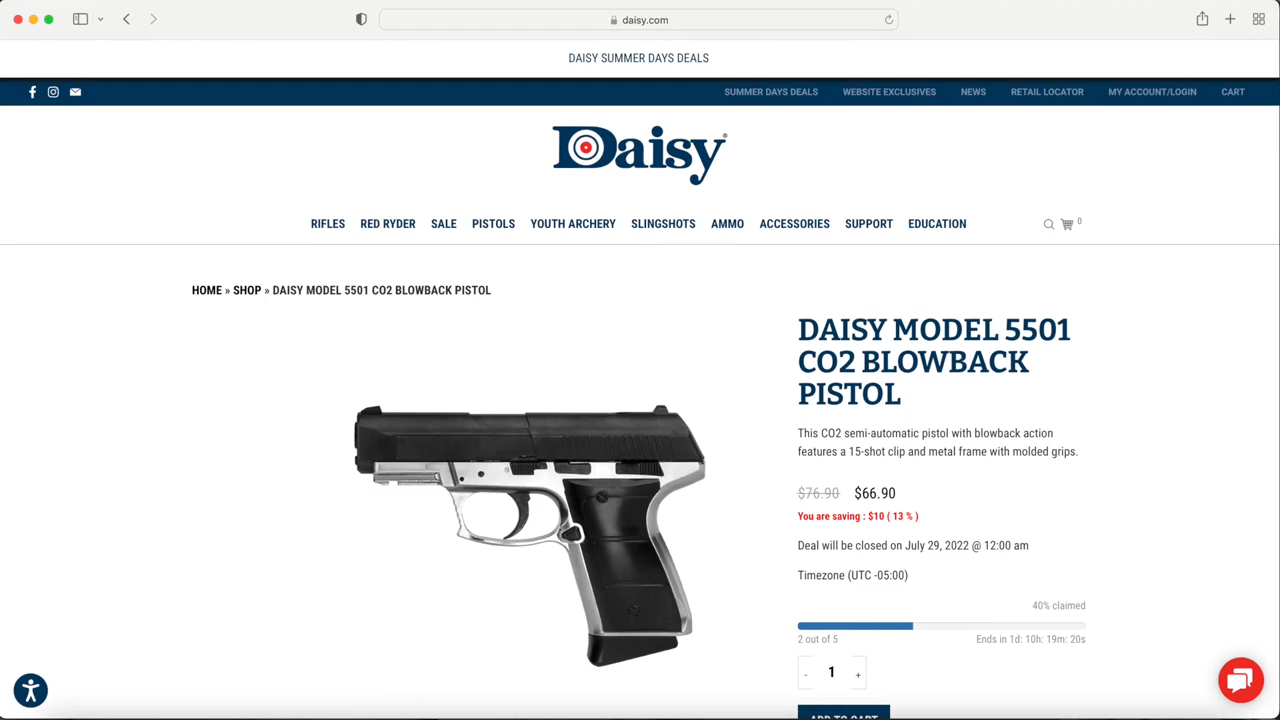 daisy.com
DAISY SUMMER DAYS DEALS
SUMMER DAYS DEALS WEBSITE EXCLUSIVES NEWS RETAIL LOCATOR MY ACCOUNT/LOGIN CART
Daisy®
RIFLES RED RYDER SALE PISTOLS YOUTH ARCHERY SLINGSHOTS AMMO ACCESSORIES SUPPORT EDUCATION 0
HOME » SHOP » DAISY MODEL 5501 CO2 BLOWBACK PISTOL
DAISY MODEL 5501
CO2 BLOWBACK
PISTOL
This CO2 semi-automatic pistol with blowback action
features a 15-shot clip and metal frame with molded grips.
$76.90 $66.90
You are saving : $10 ( 13 % )
Deal will be closed on July 29, 2022 @ 12:00 am
Timezone (UTC -05:00)
40% claimed
2 out of 5 Ends in 1d: 10h: 19m: 20s
- 1 +
ADD TO CART